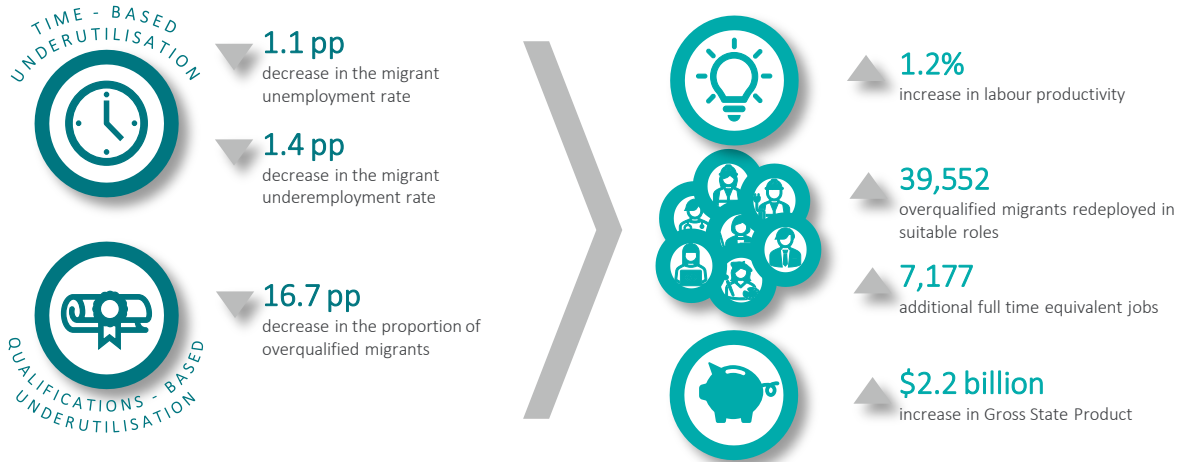 TIME - BASED
UNDERUTILISATION
1.1 pp
decrease in the migrant
unemployment rate
1.4 pp
decrease in the migrant
underemployment rate
16.7 pp
decrease in the proportion of
overqualified migrants
QUALIFICATIONS - BASED
UNDERUTILISATION
1.2%
increase in labour productivity
39,552
overqualified migrants redeployed in
suitable roles
7,177
additional full time equivalent jobs
$2.2 billion
increase in Gross State Product